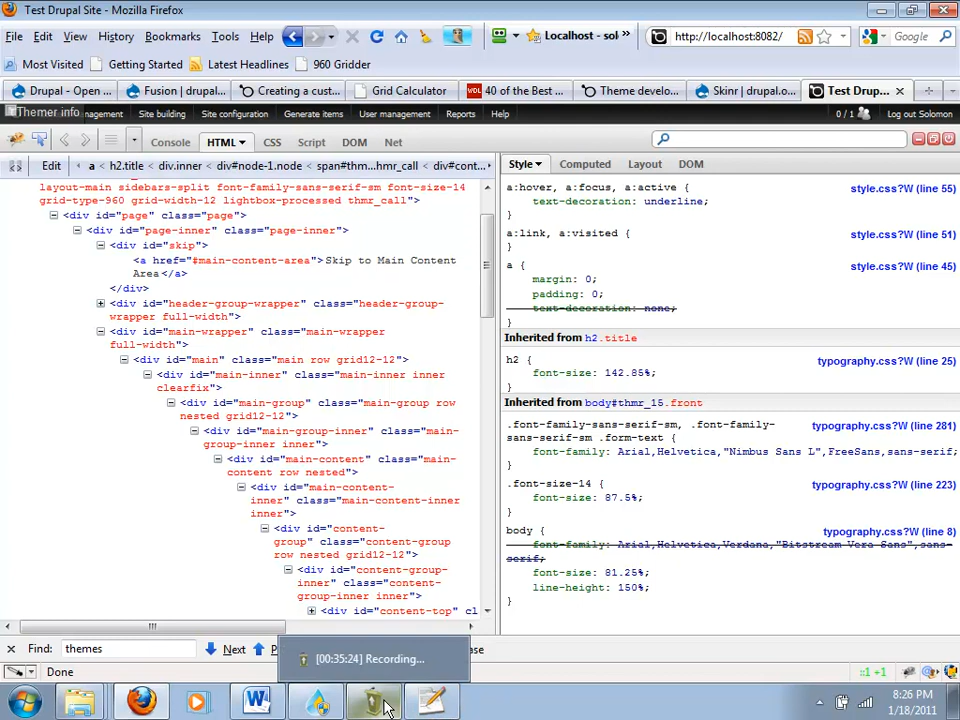 Test Drupal Site - Mozilla Firefox
File Edit View History Bookmarks Tools Help
Localhost - sol » http://localhost:8082/ Google
Most Visited Getting Started Latest Headlines 960 Gridder
Drupal - Open ... Fusion | drupal... Creating a cust... Grid Calculator WDL 40 of the Best ... Theme develo... Skinr | drupal.o... Test Drup...
Themer info nagement Site building Site configuration Generate items User management Reports Help 0 / 1 Log out Solomon
Console HTML CSS Script DOM Net
Edit a < h2.title < div.inner < div#node-1.node < span#thm...hmr_call < div#cont...
Style Computed Layout DOM
layout-main sidebars-split font-family-sans-serif-sm font-size-14
grid-type-960 grid-width-12 lightbox-processed thmr_call">
<div id="page" class="page">
<div id="page-inner" class="page-inner">
<div id="skip">
<a href="#main-content-area">Skip to Main Content
Area</a>
</div>
<div id="header-group-wrapper" class="header-group-
wrapper full-width">
<div id="main-wrapper" class="main-wrapper
full-width">
<div id="main" class="main row grid12-12">
<div id="main-inner" class="main-inner inner
clearfix">
<div id="main-group" class="main-group row
nested grid12-12">
<div id="main-group-inner" class="main-
group-inner inner">
<div id="main-content" class="main-
content row nested">
<div id="main-content-
inner" class="main-content-inner
inner">
<div id="content-
group" class="content-group
row nested grid12-12">
<div id="content-group-
inner" class="content-
group-inner inner">
<div id="content-top" cl
a:hover, a:focus, a:active { style.css?W (line 55)
text-decoration: underline;
}
a:link, a:visited { style.css?W (line 51)
}
a { style.css?W (line 45)
margin: 0;
padding: 0;
text-decoration: none;
}
Inherited from h2.title
h2 { typography.css?W (line 25)
font-size: 142.85%;
}
Inherited from body#thmr_15.front
.font-family-sans-serif-sm, .font-family- typography.css?W (line 281)
sans-serif-sm .form-text {
font-family: Arial,Helvetica,"Nimbus Sans L",FreeSans,sans-serif;
}
.font-size-14 { typography.css?W (line 223)
font-size: 87.5%;
}
body { typography.css?W (line 8)
font-family: Arial,Helvetica,Verdana,"Bitstream Vera Sans",sans-
serif;
font-size: 81.25%;
line-height: 150%;
}
Find: themes Next P ase
[00:35:24] Recording...
Done :1 +1
8:26 PM
1/18/2011